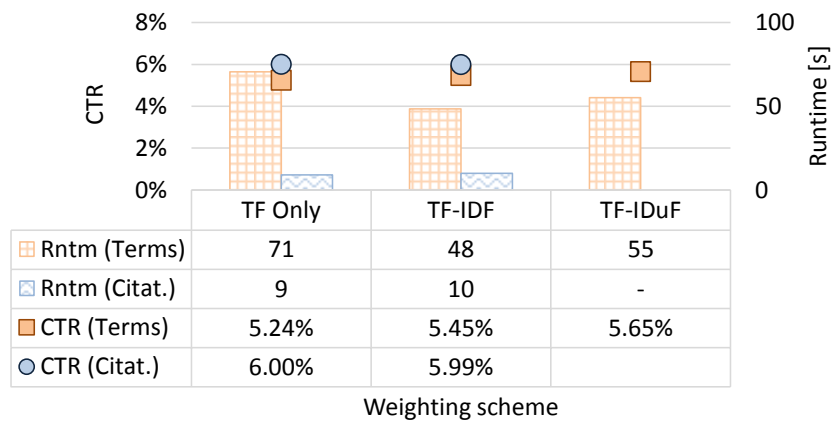 8% 100
6%
CTR 4% 50 Runtime [s]
2%
0% 0
TF Only TF-IDF TF-IDuF
Rntm (Terms) 71 48 55
Rntm (Citat.) 9 10 -
CTR (Terms) 5.24% 5.45% 5.65%
CTR (Citat.) 6.00% 5.99%
Weighting scheme